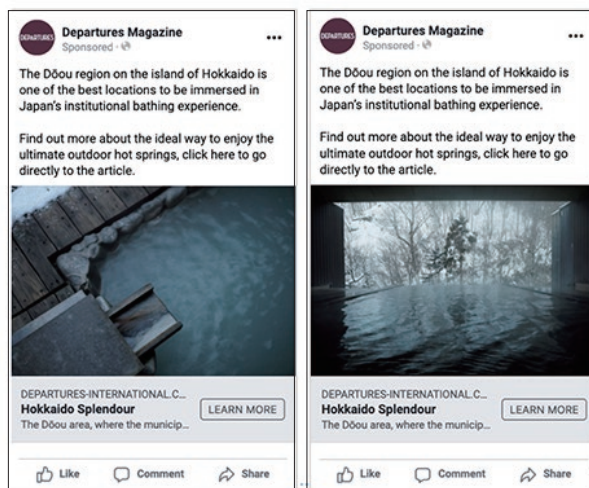 DEPARTURES
Departures Magazine
Sponsored ·
The Dōou region on the island of Hokkaido is
one of the best locations to be immersed in
Japan's institutional bathing experience.
Find out more about the ideal way to enjoy the
ultimate outdoor hot springs, click here to go
directly to the article.
DEPARTURES-INTERNATIONAL.C...
Hokkaido Splendour
LEARN MORE
The Dōou area, where the municip...
Like
Comment
Share
DEPARTURES
Departures Magazine
Sponsored ·
The Dōou region on the island of Hokkaido is
one of the best locations to be immersed in
Japan's institutional bathing experience.
Find out more about the ideal way to enjoy the
ultimate outdoor hot springs, click here to go
directly to the article.
DEPARTURES-INTERNATIONAL.C...
Hokkaido Splendour
LEARN MORE
The Dōou area, where the municip...
Like
Comment
Share